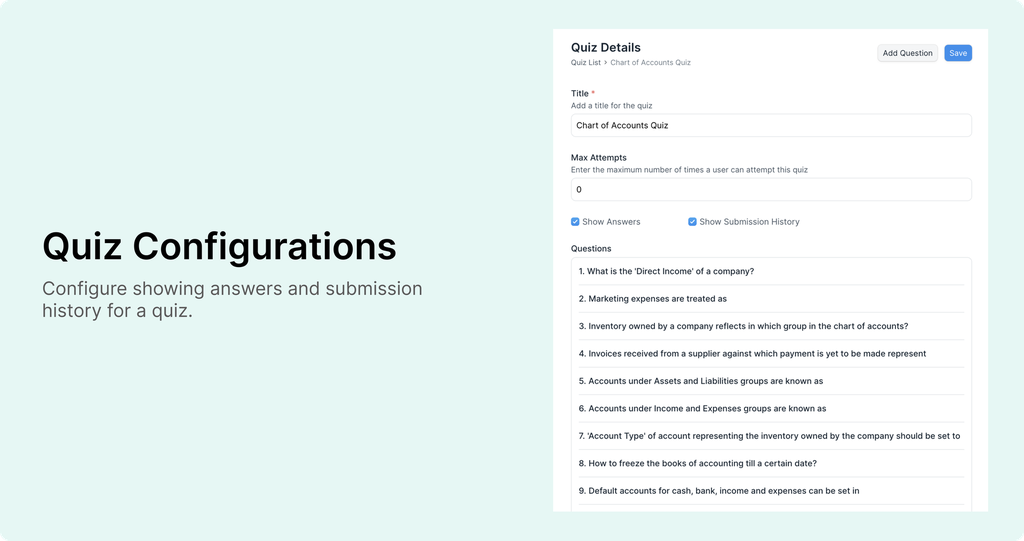 Quiz Configurations
Configure showing answers and submission
history for a quiz.
Quiz Details
Quiz List > Chart of Accounts Quiz
Add Question
Save
Title *
Add a title for the quiz
Chart of Accounts Quiz
Max Attempts
Enter the maximum number of times a user can attempt this quiz
0
Show Answers
Show Submission History
Questions
1. What is the 'Direct Income' of a company?
2. Marketing expenses are treated as
3. Inventory owned by a company reflects in which group in the chart of accounts?
4. Invoices received from a supplier against which payment is yet to be made represent
5. Accounts under Assets and Liabilities groups are known as
6. Accounts under Income and Expenses groups are known as
7. 'Account Type' of account representing the inventory owned by the company should be set to
8. How to freeze the books of accounting till a certain date?
9. Default accounts for cash, bank, income and expenses can be set in